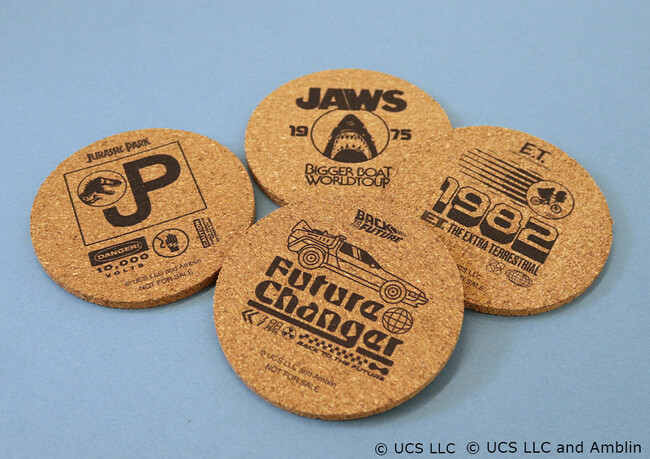 JURASSIC PARK
JP
DANGER!
10,000
VOLTS
© UCS LLC and Amblin
NOT FOR SALE
JAWS
19 75
BIGGER BOAT
WORLD TOUR
E.T.
1982
E.T. THE EXTRA TERRESTRIAL
UCS LLC
NOT FOR SALE
BACK
TO THE
FUTURE
Future
Changer
BACK TO THE FUTURE
© UCS LLC and Amblin
NOT FOR SALE
© UCS LLC © UCS LLC and Amblin